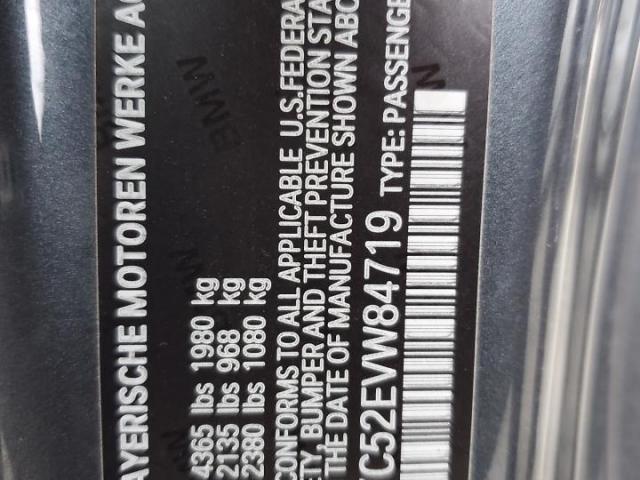 AYERISCHE MOTOREN WERKE AG
4365 lbs 1980 kg
2135 lbs 968 kg
2380 lbs 1080 kg
CONFORMS TO ALL APPLICABLE U.S.FEDERAL
ETY, BUMPER AND THEFT PREVENTION STA
THE DATE OF MANUFACTURE SHOWN ABO
C52EVW84719 TYPE: PASSENGE
BMW